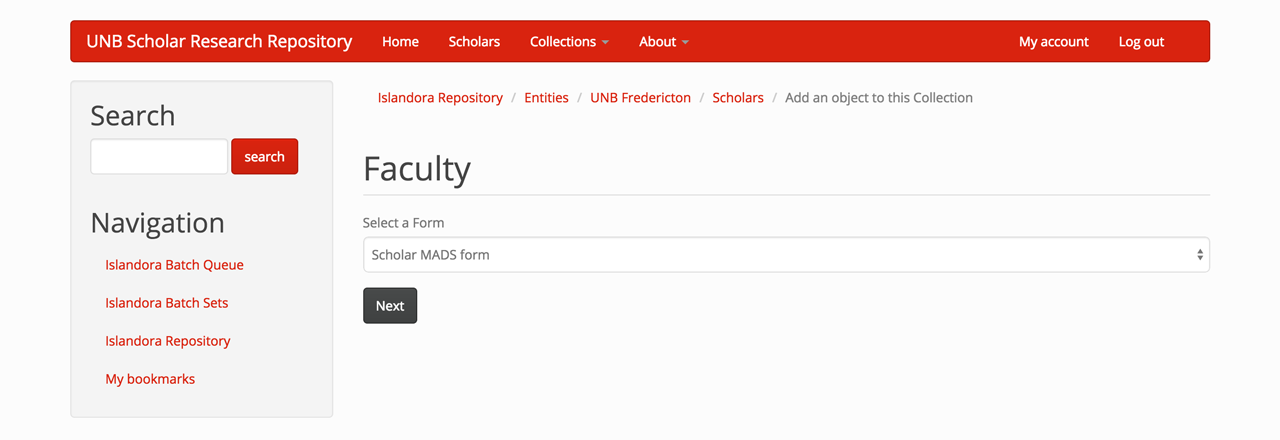 UNB Scholar Research Repository Home Scholars Collections About My account Log out
Search
search
Navigation
Islandora Batch Queue
Islandora Batch Sets
Islandora Repository
My bookmarks
Islandora Repository / Entities / UNB Fredericton / Scholars / Add an object to this Collection
Faculty
Select a Form
Scholar MADS form
Next